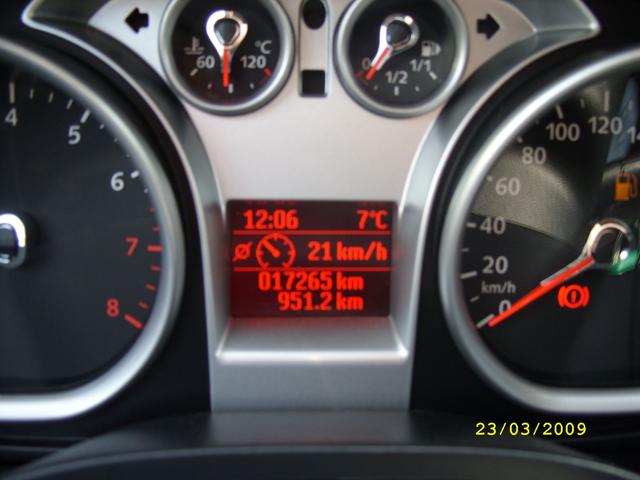 60 °C 120
0 1/2 1/1
4 5 6 7 8
12:06 7°C
ø 21 km/h
017265 km
951.2 km
0 20 40 60 80 100 120
km/h
23/03/2009